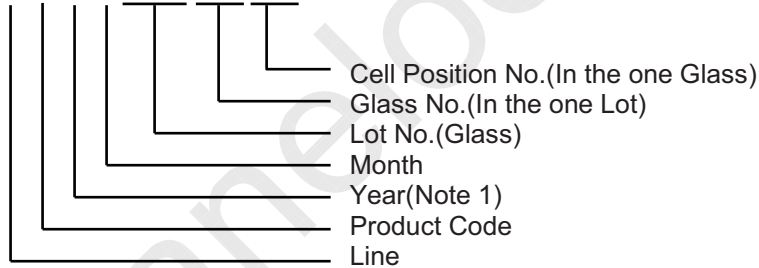 Cell Position No.(In the one Glass)
Glass No.(In the one Lot)
Lot No.(Glass)
Month
Year(Note 1)
Product Code
Line